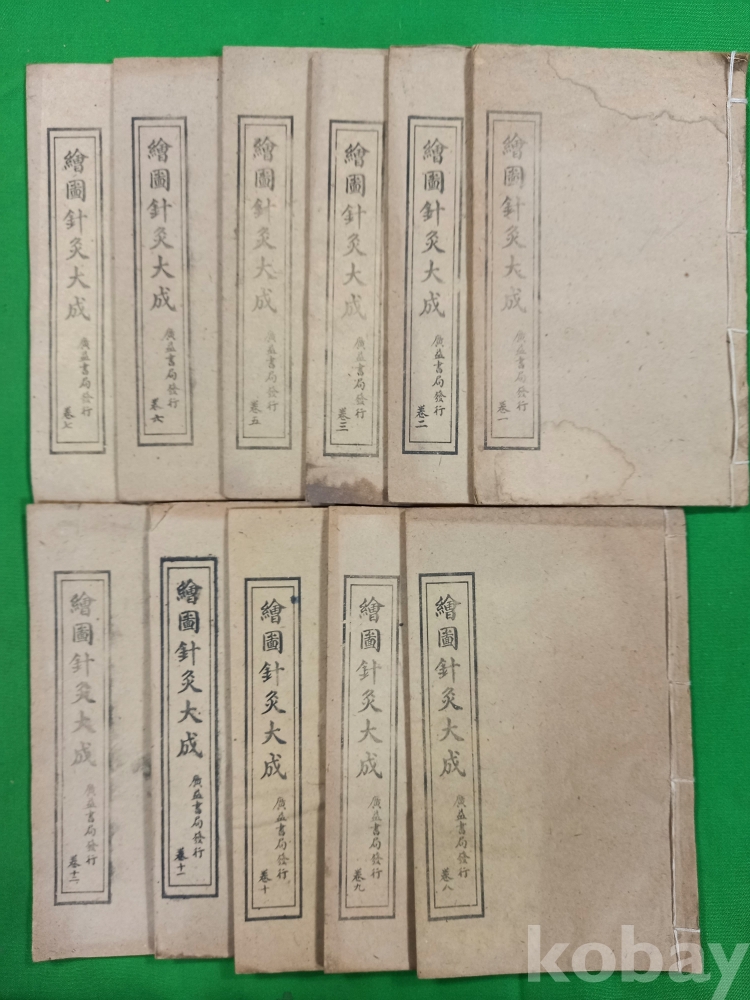 繪圖針灸大成
廣益書局發行
卷一
繪圖針灸大成
廣益書局發行
卷二
繪圖針灸大成
廣益書局發行
卷三
繪圖針灸大成
廣益書局發行
卷五
繪圖針灸大成
廣益書局發行
卷六
繪圖針灸大成
廣益書局發行
卷七
繪圖針灸大成
廣益書局發行
卷八
繪圖針灸大成
廣益書局發行
卷九
繪圖針灸大成
廣益書局發行
卷十
繪圖針灸大成
廣益書局發行
卷十一
繪圖針灸大成
廣益書局發行
卷十二
kobay